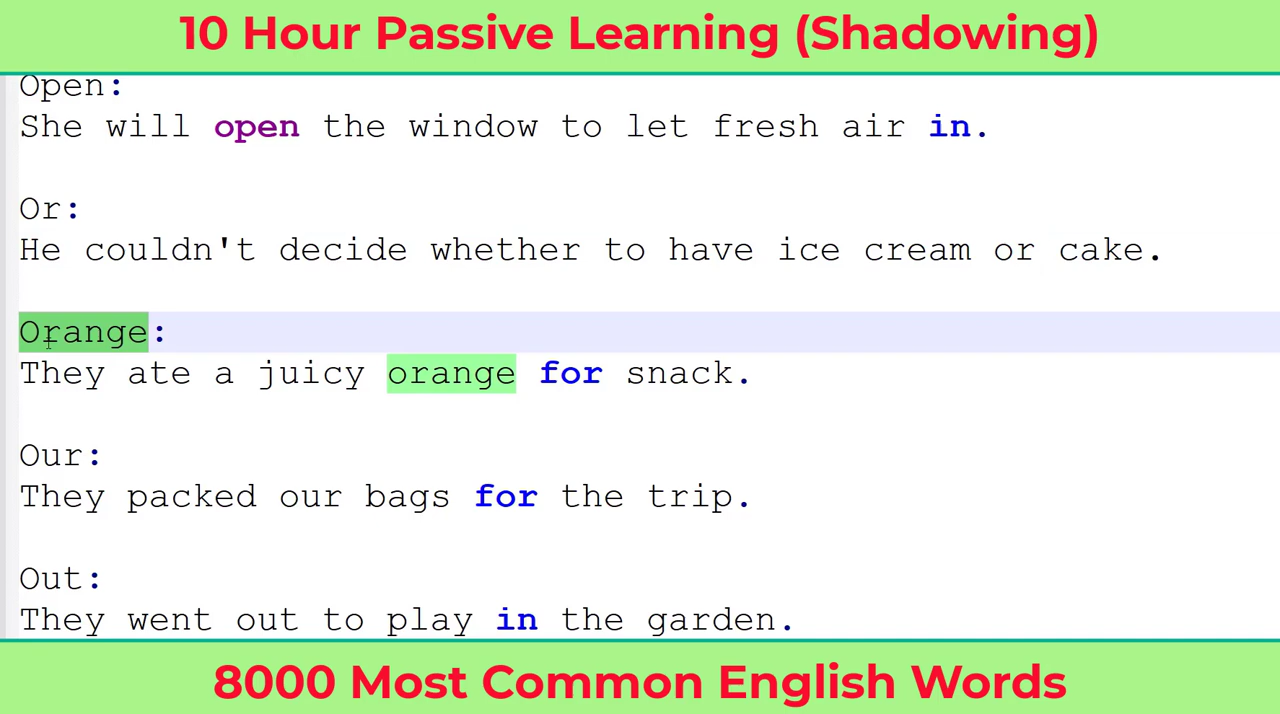 10 Hour Passive Learning (Shadowing)
Open:
She will open the window to let fresh air in.
Or:
He couldn't decide whether to have ice cream or cake.
Orange:
They ate a juicy orange for snack.
Our:
They packed our bags for the trip.
Out:
They went out to play in the garden.
8000 Most Common English Words